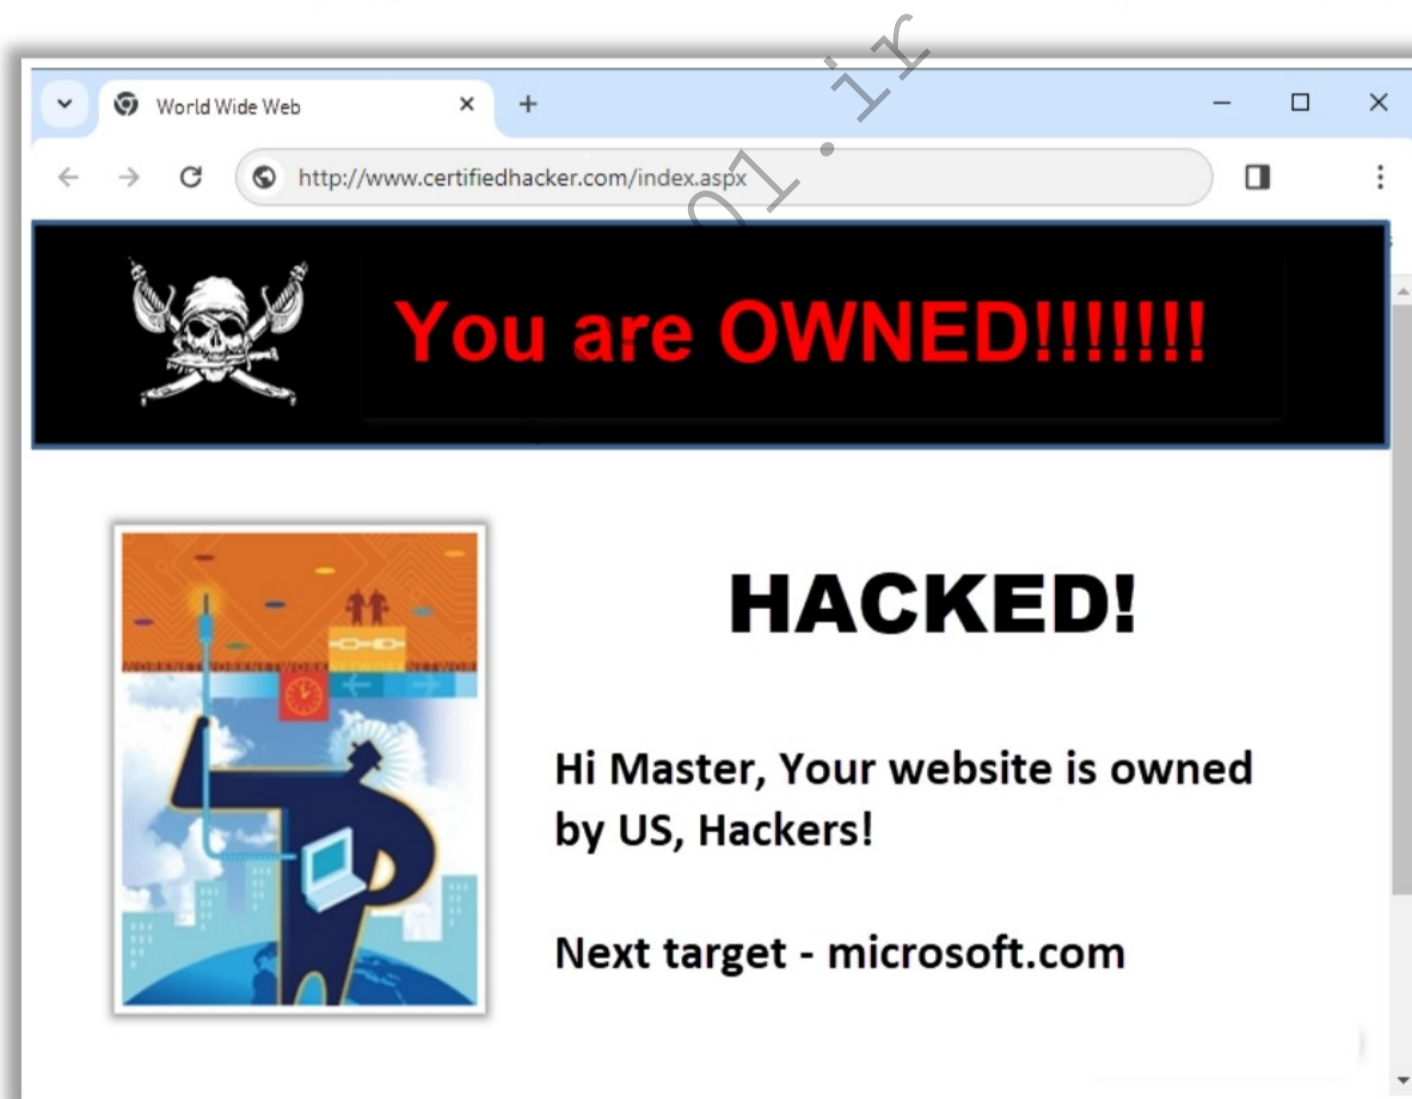 World Wide Web
http://www.certifiedhacker.com/index.aspx
You are OWNED!!!!!!!
HACKED!
Hi Master, Your website is owned
by US, Hackers!
Next target - microsoft.com